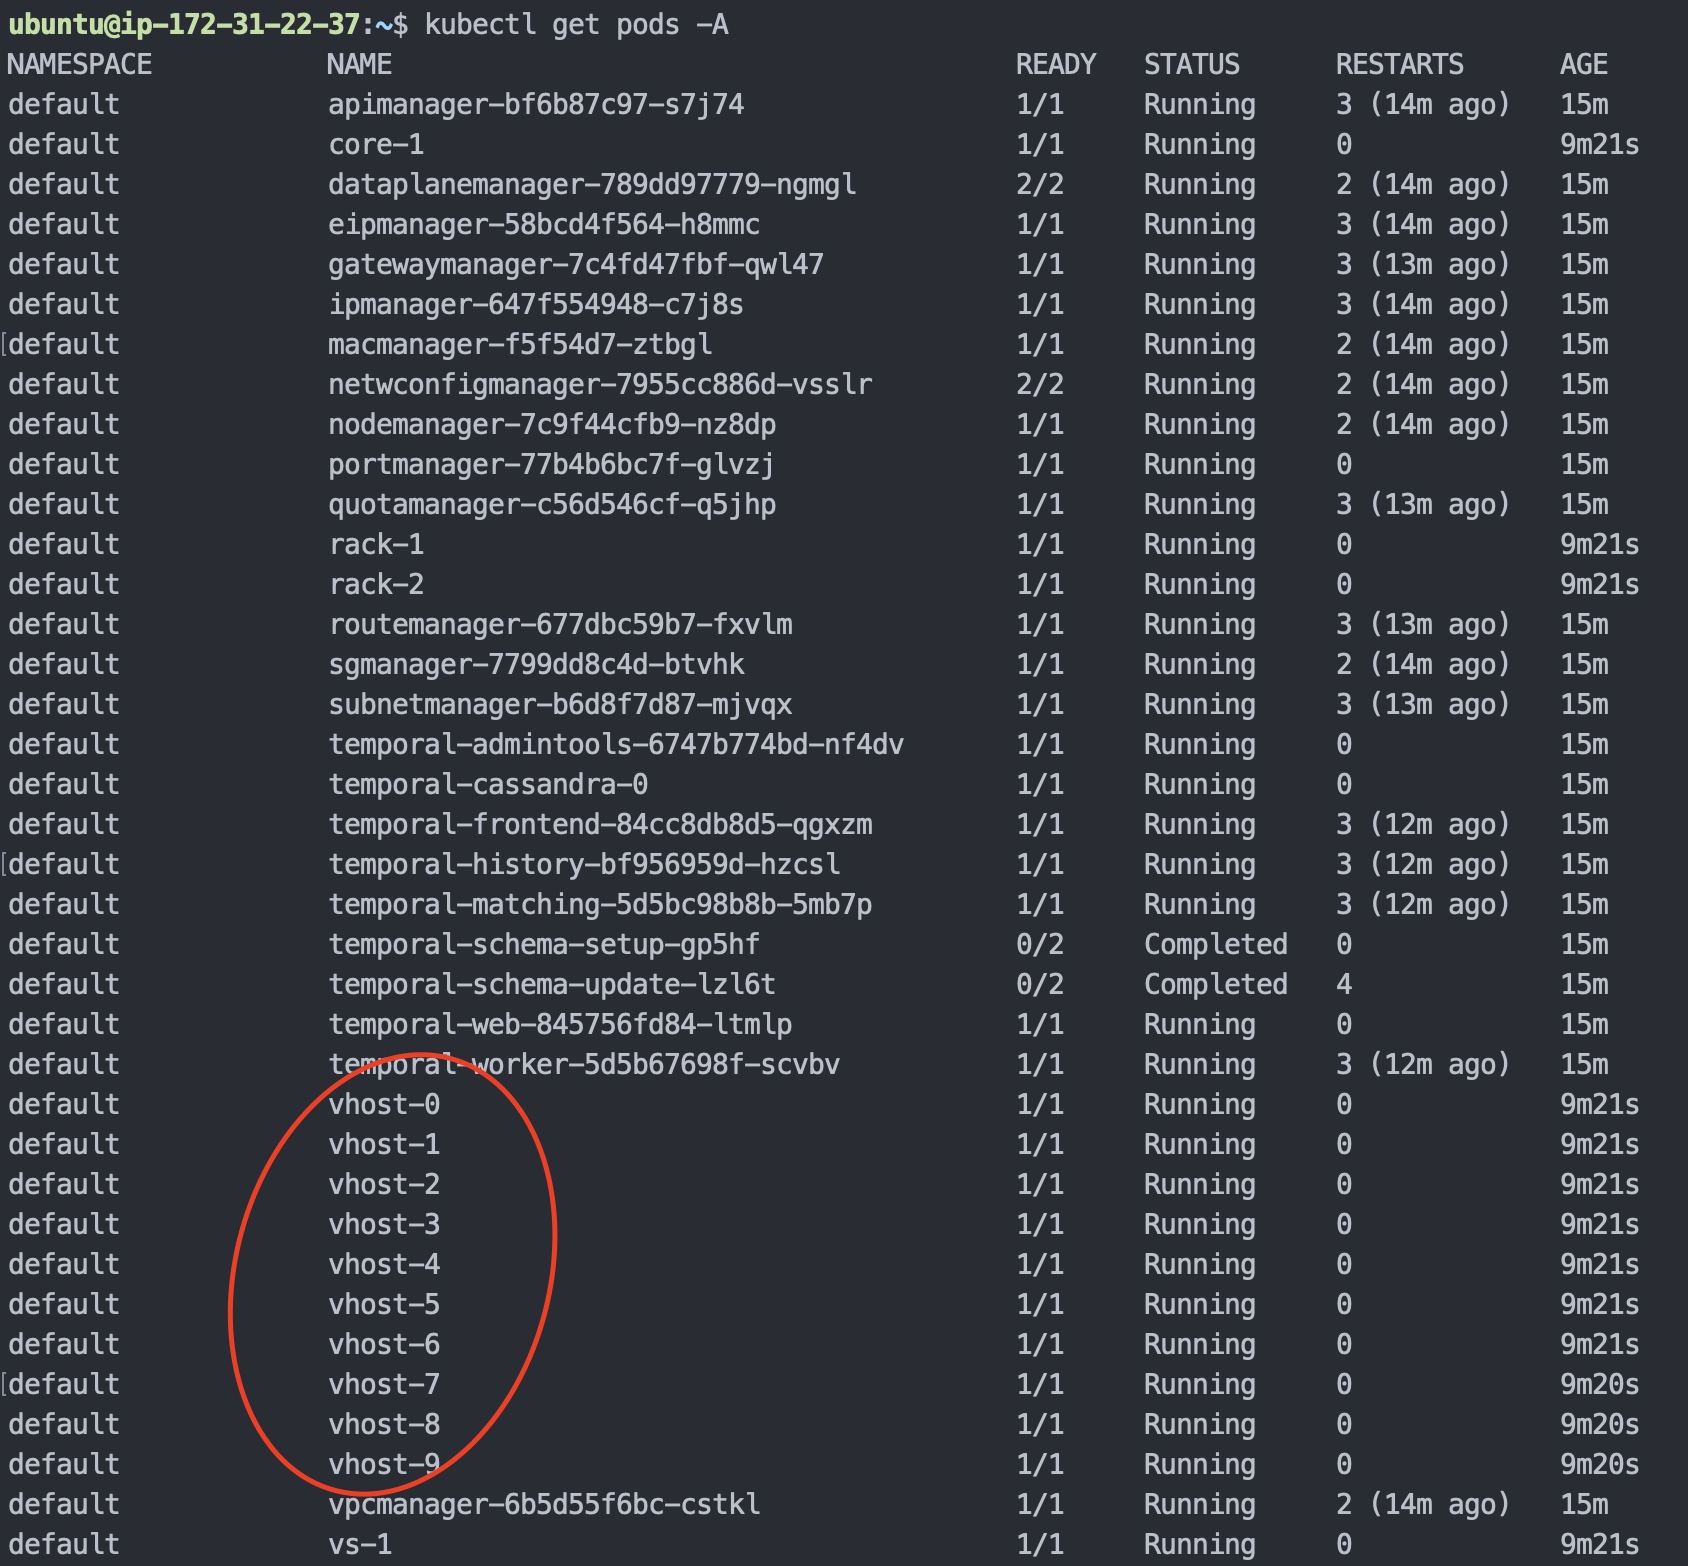 ubuntu@ip-172-31-22-37:~$ kubectl get pods -A
NAMESPACE NAME READY STATUS RESTARTS AGE
default apimanager-bf6b87c97-s7j74 1/1 Running 3 (14m ago) 15m
default core-1 1/1 Running 0 9m21s
default dataplanemanager-789dd97779-ngmgl 2/2 Running 2 (14m ago) 15m
default eipmanager-58bcd4f564-h8mmc 1/1 Running 3 (14m ago) 15m
default gatewaymanager-7c4fd47fbf-qwl47 1/1 Running 3 (13m ago) 15m
default ipmanager-647f554948-c7j8s 1/1 Running 3 (14m ago) 15m
[default macmanager-f5f54d7-ztbgl 1/1 Running 2 (14m ago) 15m
default netwconfigmanager-7955cc886d-vsslr 2/2 Running 2 (14m ago) 15m
default nodemanager-7c9f44cfb9-nz8dp 1/1 Running 2 (14m ago) 15m
default portmanager-77b4b6bc7f-glvzj 1/1 Running 0 15m
default quotamanager-c56d546cf-q5jhp 1/1 Running 3 (13m ago) 15m
default rack-1 1/1 Running 0 9m21s
default rack-2 1/1 Running 0 9m21s
default routemanager-677dbc59b7-fxvlm 1/1 Running 3 (13m ago) 15m
default sgmanager-7799dd8c4d-btvhk 1/1 Running 2 (14m ago) 15m
default subnetmanager-b6d8f7d87-mjvqx 1/1 Running 3 (13m ago) 15m
default temporal-admintools-6747b774bd-nf4dv 1/1 Running 0 15m
default temporal-cassandra-0 1/1 Running 0 15m
default temporal-frontend-84cc8db8d5-qgxzm 1/1 Running 3 (12m ago) 15m
[default temporal-history-bf956959d-hzcsl 1/1 Running 3 (12m ago) 15m
default temporal-matching-5d5bc98b8b-5mb7p 1/1 Running 3 (12m ago) 15m
default temporal-schema-setup-gp5hf 0/2 Completed 0 15m
default temporal-schema-update-lzl6t 0/2 Completed 4 15m
default temporal-web-845756fd84-ltmlp 1/1 Running 0 15m
default temporal-worker-5d5b67698f-scvbv 1/1 Running 3 (12m ago) 15m
default vhost-0 1/1 Running 0 9m21s
default vhost-1 1/1 Running 0 9m21s
default vhost-2 1/1 Running 0 9m21s
default vhost-3 1/1 Running 0 9m21s
default vhost-4 1/1 Running 0 9m21s
default vhost-5 1/1 Running 0 9m21s
default vhost-6 1/1 Running 0 9m21s
[default vhost-7 1/1 Running 0 9m20s
default vhost-8 1/1 Running 0 9m20s
default vhost-9 1/1 Running 0 9m20s
default vpcmanager-6b5d55f6bc-cstkl 1/1 Running 2 (14m ago) 15m
default vs-1 1/1 Running 0 9m21s